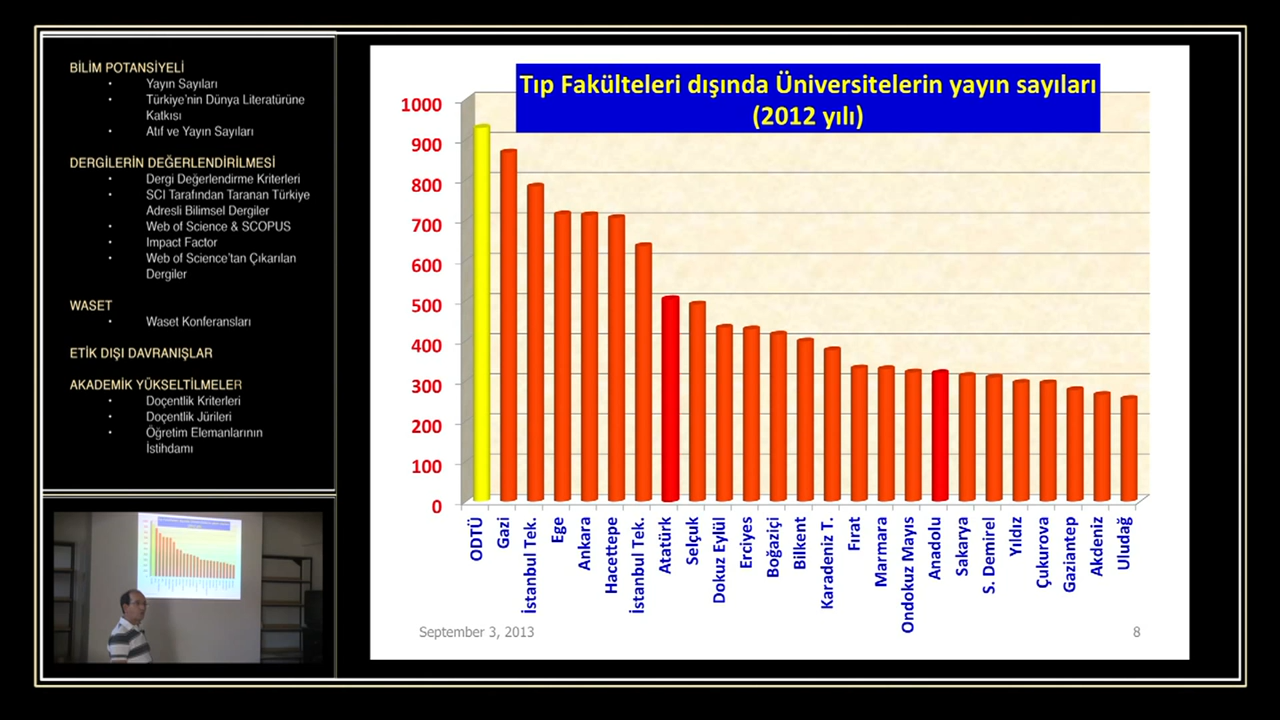 BİLİM POTANSİYELİ
• Yayın Sayıları
• Türkiye'nin Dünya Literatürüne
Katkısı
• Atıf ve Yayın Sayıları
DERGİLERİN DEĞERLENDİRİLMESİ
• Dergi Değerlendirme Kriterleri
• SCI Tarafından Taranan Türkiye
Adresli Bilimsel Dergiler
• Web of Science & SCOPUS
• Impact Factor
• Web of Science'tan Çıkarılan
Dergiler
WASET
• Waset Konferansları
ETİK DIŞI DAVRANIŞLAR
AKADEMİK YÜKSELTİLMELER
• Doçentlik Kriterleri
• Doçentlik Jürileri
• Öğretim Elemanlarının
İstihdamı
Tıp Fakülteleri dışında Üniversitelerin yayın sayıları
(2012 yılı)
1000
900
800
700
600
500
400
300
200
100
0
ODTÜ
Gazi
İstanbul Tek.
Ege
Ankara
Hacettepe
İstanbul Tek.
Atatürk
Selçuk
Dokuz Eylül
Erciyes
Boğaziçi
Bilkent
Karadeniz T.
Fırat
Marmara
Ondokuz Mayıs
Anadolu
Sakarya
S. Demirel
Yıldız
Çukurova
Gaziantep
Akdeniz
Uludağ
September 3, 2013
8